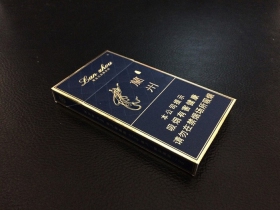 Lan zhou
蘭州
本公司提示
吸烟有害健康
请勿在禁烟场所吸烟